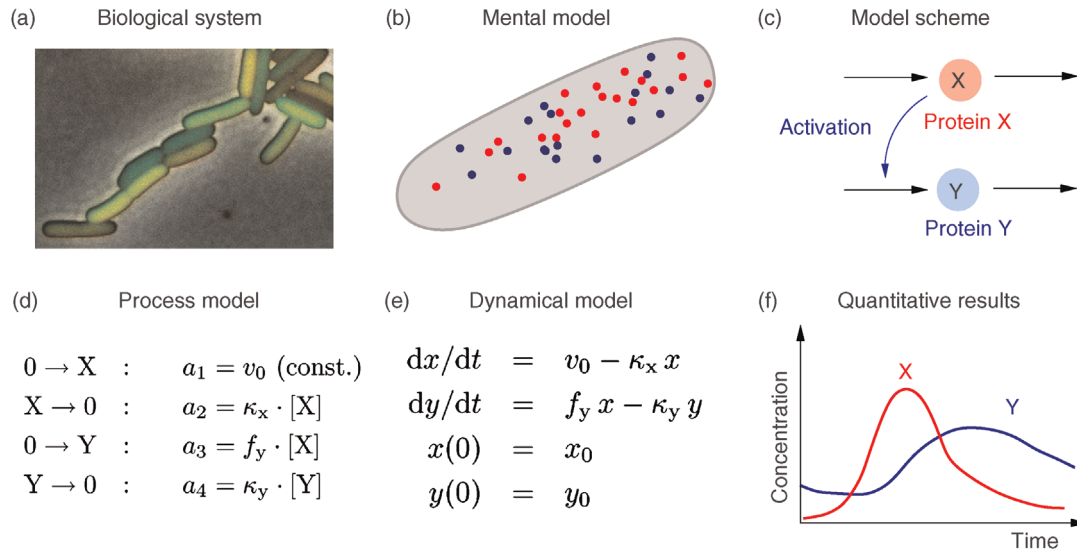 (a) Biological system
(b) Mental model
(c) Model scheme
X
Protein X
Activation
Y
Protein Y
(d) Process model
0 → X : a₁ = v₀ (const.)
X → 0 : a₂ = κₓ · [X]
0 → Y : a₃ = f_y · [X]
Y → 0 : a₄ = κ_y · [Y]
(e) Dynamical model
dx/dt = v₀ − κₓ x
dy/dt = f_y x − κ_y y
x(0) = x₀
y(0) = y₀
(f) Quantitative results
X
Y
Concentration
Time